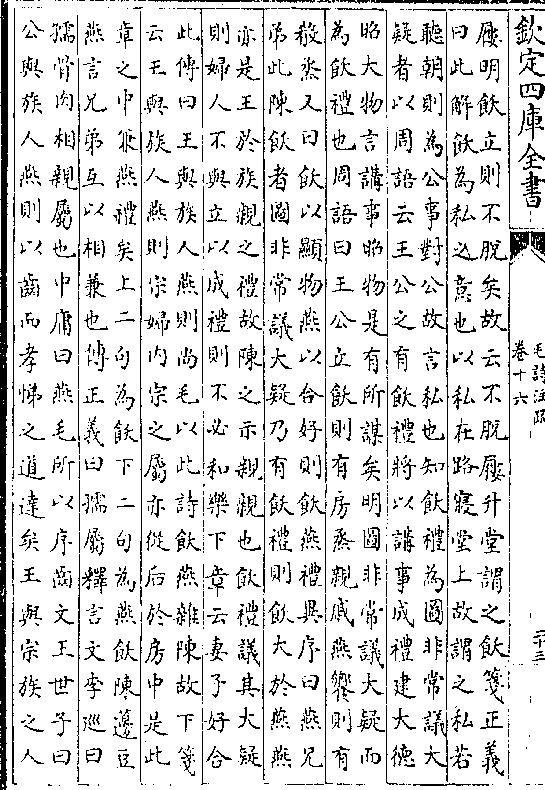 欽定四庫全書
毛詩注疏
卷十六
二十三
屨明飫立則不脫矣故云不脫屨升堂謂之飫箋正義
曰此解飫為私之意也以私在路寢堂上故謂之私若
聽朝則為公事對公故言私也知飫禮為圖非常議大
疑者以周語云王公之有飫禮將以講事成禮建大德
昭大物言講事昭物是有所謀矣明圖非常議大疑而
為飫禮也周語曰王公立飫則有房烝親戚燕饗則有
殽烝又曰飫以顯物燕以合好則飫燕禮異序曰燕兄
弟此陳飫者圖非常議大疑乃有飫禮則飫大於燕燕
亦是王於族親之禮故陳之示親親也飫禮議其大疑
則婦人不與立以成禮則不必和樂下章云妻子好合
此傳曰王與族人燕則尚毛以此詩飫燕雜陳故下箋
云王與族人燕則宗婦內宗之屬亦從后於房中是此
章之中兼燕禮矣上二句為飫下二句為燕飫陳邊豆
燕言兄弟互以相兼也傳正義曰孺屬釋言文李巡曰
孺骨肉相親屬也中庸曰燕毛所以序齒文王世子曰
公與族人燕則以齒而孝悌之道達矣王與宗族之人